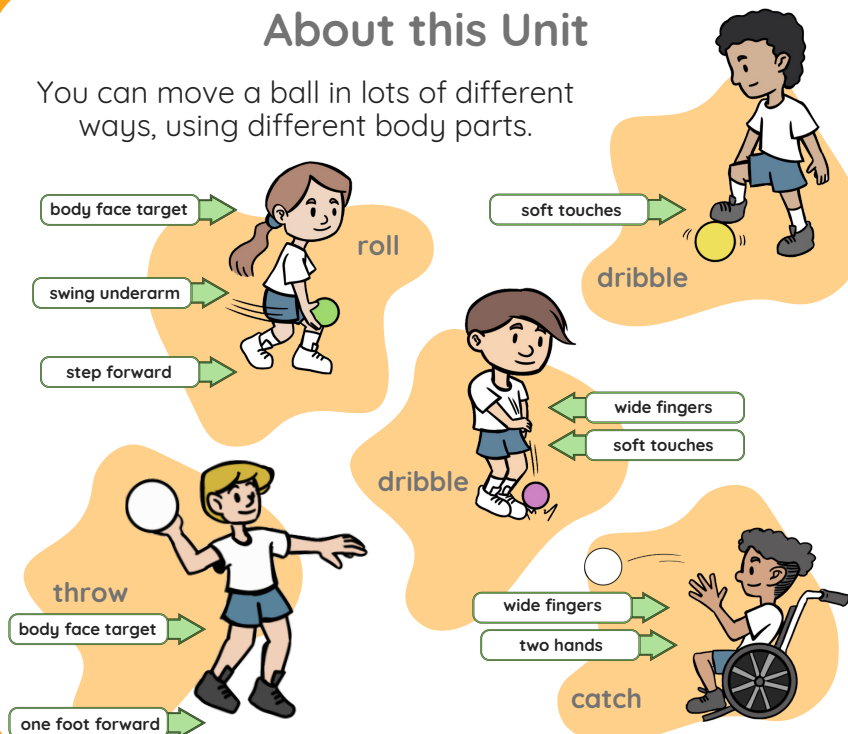 About this Unit
You can move a ball in lots of different
ways, using different body parts.
body face target
roll
swing underarm
step forward
soft touches
dribble
wide fingers
soft touches
dribble
throw
body face target
one foot forward
wide fingers
two hands
catch